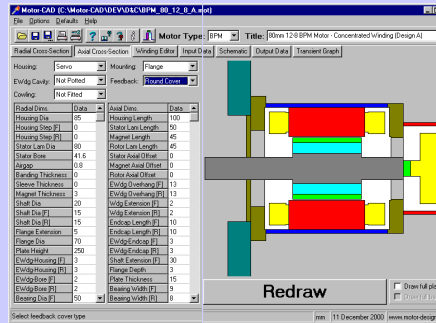 Motor-CAD (C:\Motor-CAD\DEV\D&C\BPM_80_12_8_A.mot)
File Options Defaults Help
Motor Type: BPM Title: 80mm 12-8 BPM Motor - Concentrated Winding (Design A)
Radial Cross-Section Axial Cross-Section Winding Editor Input Data Schematic Output Data Transient Graph
Housing: Servo Mounting: Flange
EWdg Cavity: Not Potted Feedback: Round Cover
Cowling: Not Fitted
Radial Dims. Data Axial Dims. Data
Housing Dia 85 Housing Length 100
Housing Step [F] 0 Stator Lam Length 50
Housing Step [R] 0 Magnet Length 45
Stator Lam Dia 80 Rotor Lam Length 45
Stator Bore 41.6 Stator Axial Offset 0
Airgap 0.8 Magnet Axial Offset 0
Banding Thickness 0 Rotor Axial Offset 0
Sleeve Thickness 0 EWdg Overhang [F] 13
Magnet Thickness 3 EWdg Overhang [R] 13
Shaft Dia 20 Wdg Extension [F] 2
Shaft Dia [F] 15 Wdg Extension [R] 2
Shaft Dia [R] 15 Endcap Length [F] 10
Flange Extension 5 Endcap Length [R] 10
Flange Dia 70 EWdg-Endcap [F] 3
Plate Height 250 EWdg-Endcap [R] 3
EWdg-Housing [F] 3 Shaft Extension [F] 30
EWdg-Housing [R] 3 Flange Depth 3
EWdg-Bore [F] 2 Plate Thickness 15
EWdg-Bore [R] 2 Bearing Width [F] 9
Bearing Dia [F] 50 Bearing Width [R] 8
Redraw
Select feedback cover type mm 11 December 2000